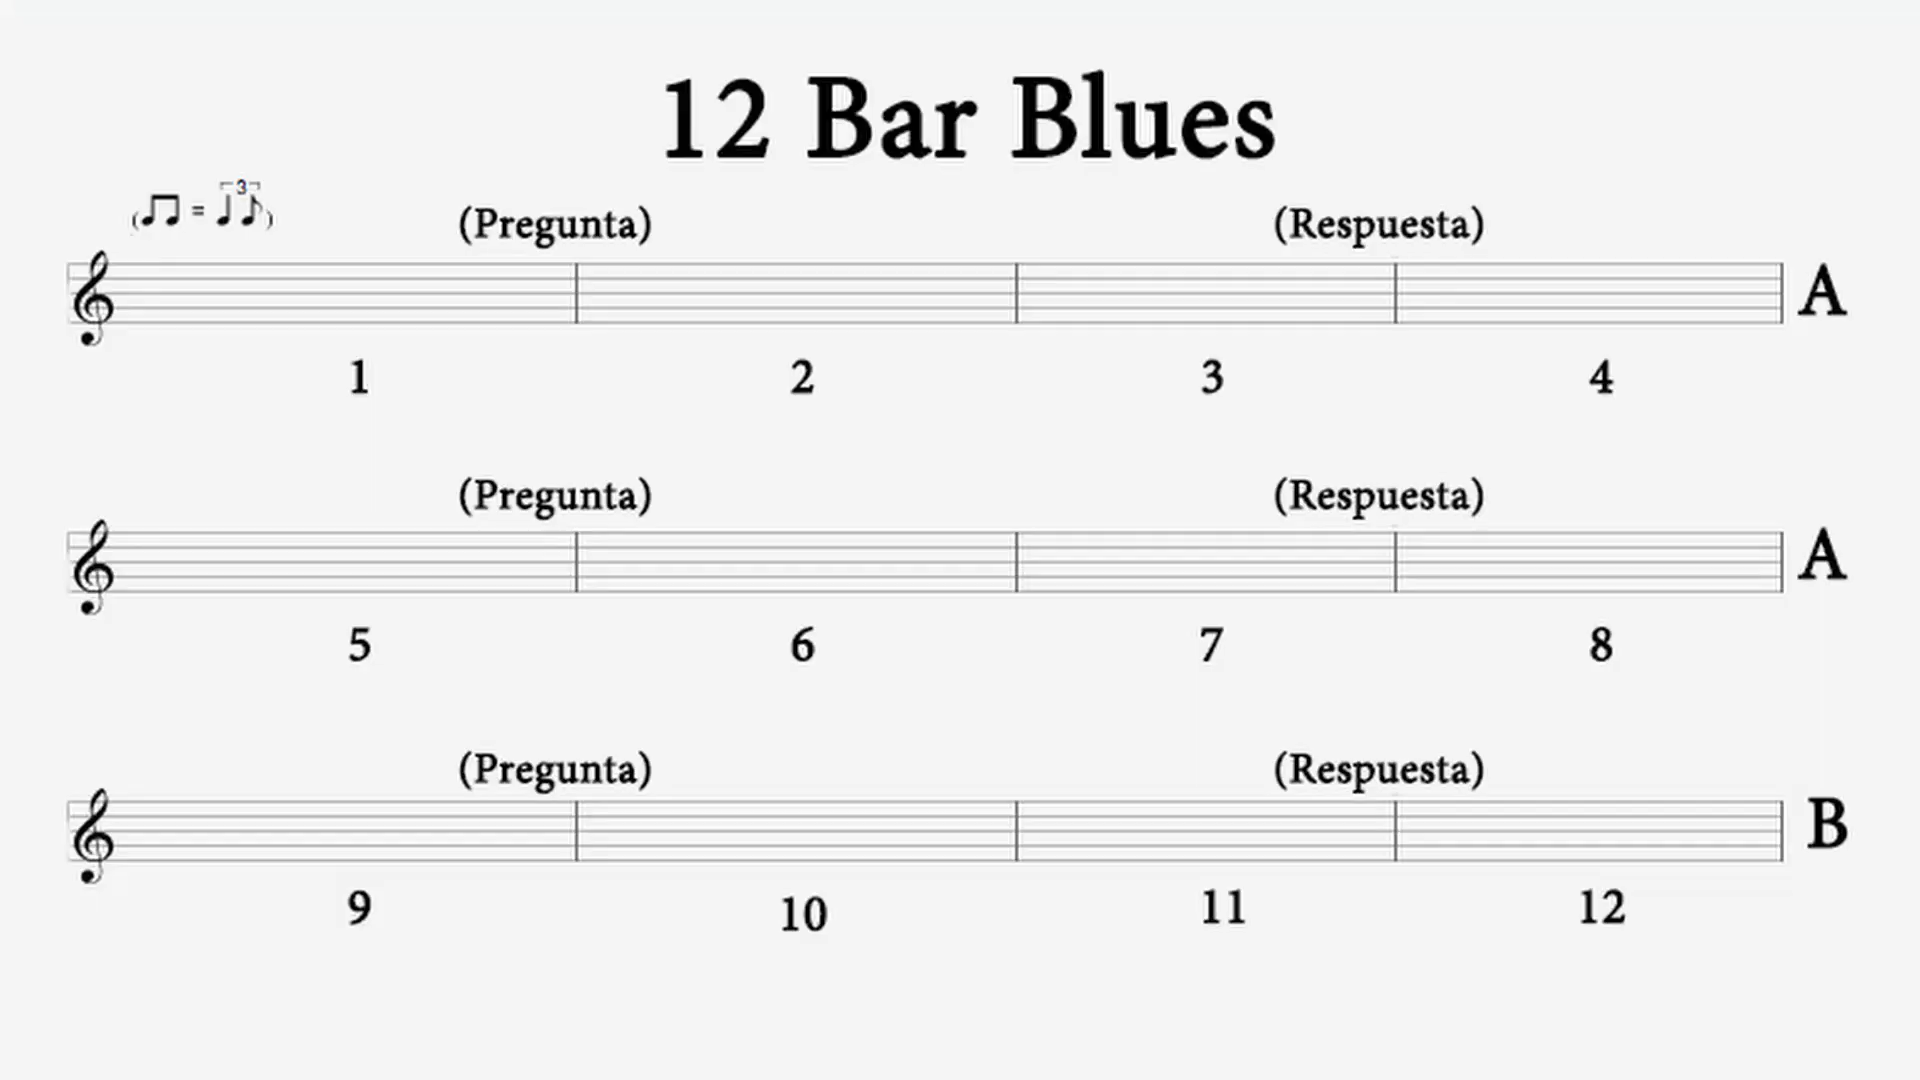 12 Bar Blues
3
(Pregunta) (Respuesta)
A
1 2 3 4
(Pregunta) (Respuesta)
A
5 6 7 8
(Pregunta) (Respuesta)
B
9 10 11 12